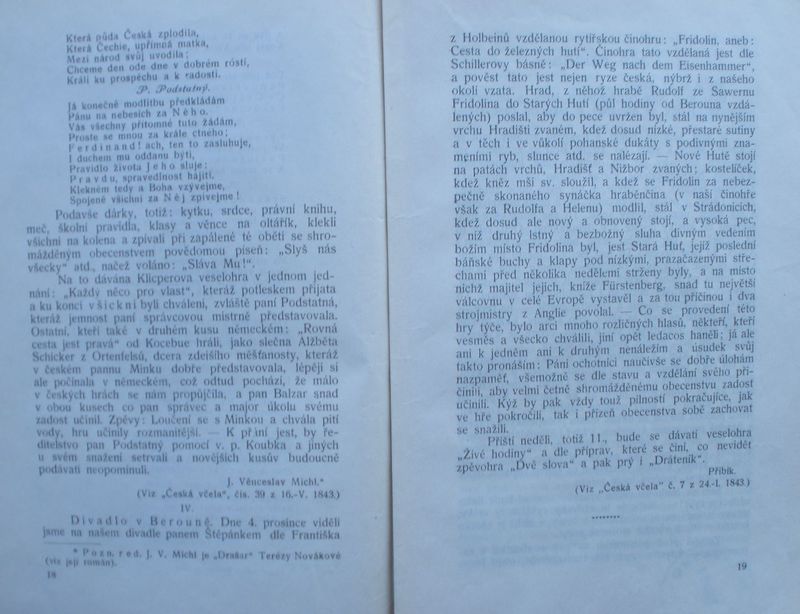 Která půda Česká zplodila,
Která Čechie, upřímná matka,
Mezi národ svůj uvodila;
Chceme den ode dne v dobrém růsti,
Králi ku prospěchu a k radosti.
P. Podstatný.
Já konečně modlitbu předkládám
Pánu na nebesích za Něho.
Vás všechny přítomné tuto žádám,
Proste se mnou za krále ctného;
Ferdinand! ach, ten to zasluhuje,
I duchem mu oddanu býti,
Pravidlo života Jeho sluje:
Pravdu, spravedlnost hájiti.
Klekněm tedy a Boha vzývejme,
Spojeně všichni za Něj zpívejme!
Podavše dárky, totiž: kytku, srdce, právní knihu,
meč, školní pravidla, klasy a věnce na oltářík, klekli
všichni na kolena a zpívali při zapálené té oběti se shro-
mážděným obecenstvem povědomou píseň: „Slyš nás
všecky“ atd., načež voláno: „Sláva Mu!“.
Na to dávána Klicperova veselohra v jednom jed-
nání: „Každý něco pro vlast“, kteráž potleskem přijata
a ku konci všickni byli chváleni, zvláště paní Podstatná,
kteráž jemnost paní správcovou mistrně představovala.
Ostatní, kteří také v druhém kusu německém: „Rovná
cesta jest pravá“ od Kocebue hráli, jako slečna Alžběta
Schicker z Ortenfelsů, dcera zdejšího měšťanosty, kteráž
v českém pannu Minku dobře představovala, lépěji si
ale počínala v německém, což odtud pochází, že málo
v českých hrách se nám propůjčila, a pan Balzar snad
v obou kusech co pan správec a major úkolu svému
zadost učinil. Zpěvy: Loučení se s Minkou a chvála pití
vody, hru učinily rozmanitější. — K přání jest, by ře-
ditelstvo pan Podstatný pomocí v. p. Koubka a jiných
u svém snažení setrvali a novějších kusův budoucně
podávati neopominuli.
J. Věnceslav Michl.*
(Viz „Česká včela“, čís. 39 z 16.-V. 1843.)
IV.
Divadlo v Berouně. Dne 4. prosince viděli
jsme na našem divadle panem Štěpánkem dle Františka
* Pozn. red. J. V. Michl je „Drašar“ Terézy Novákové
(viz její román).
18
z Holbeinů vzdělanou rytířskou činohru: „Fridolin, aneb:
Cesta do železných hutí“. Činohra tato vzdělaná jest dle
Schillerovy básně: „Der Weg nach dem Eisenhammer“,
a pověst tato jest nejen ryze česká, nýbrž i z našeho
okolí vzata. Hrad, z něhož hrabě Rudolf ze Sawernu
Fridolina do Starých Hutí (půl hodiny od Berouna vzdá-
lených) poslal, aby do pece uvržen byl, stál na nynějším
vrchu Hradišti zvaném, kdež dosud nízké, přestaré sutiny
a v těch i ve vůkolí pohanské dukáty s podivnými zna-
meními ryb, slunce atd. se nalézají. — Nové Hutě stojí
na patách vrchů, Hradišť a Nižbor zvaných; kostelíček,
kdež kněz mši sv. sloužil, a kdež se Fridolin za nebez-
pečně skonaného synáčka hraběnčina (v naší činohře
však za Rudolfa a Helenu) modlil, stál v Strádonicích,
kdež dosud ale nový a obnovený stojí, a vysoká pec,
v níž druhý lstný a bezbožný sluha divným vedením
božím místo Fridolina byl, jest Stará Huť, jejíž poslední
báňské buchy a klapy pod nízkými, prazačazenými stře-
chami před několika nedělemi strženy byly, a na místo
nichž majitel jejich, kníže Fürstenberg, snad tu největší
válcovnu v celé Evropě vystavěl a za tou příčinou i dva
strojmistry z Anglie povolal. — Co se provedení této
hry týče, bylo arci mnoho rozličných hlasů, někteří, kteří
vesměs a všecko chválili, jiní opět ledacos haněli; já ale
ani k jedněm ani k druhým nenáležím a úsudek svůj
takto pronáším: Páni ochotníci naučivše se dobře úlohám
nazpaměť, všemožně se dle stavu a vzdělání svého při-
činili, aby velmi četně shromážděnému obecenstvu zadost
učinili. Kýž by pak vždy touž pilností pokračujíce, jak
ve hře pokročili, tak i přízeň obecenstva sobě zachovat
se snažili.
Příští neděli, totiž 11., bude se dávati veselohra
„Živé hodiny“ a dle příprav, které se činí, co nevidět
zpěvohra „Dvě slova“ a pak prý i „Dráteník“.
Přibík.
(Viz „Česká včela“ č. 7 z 24.-I. 1843.)
19